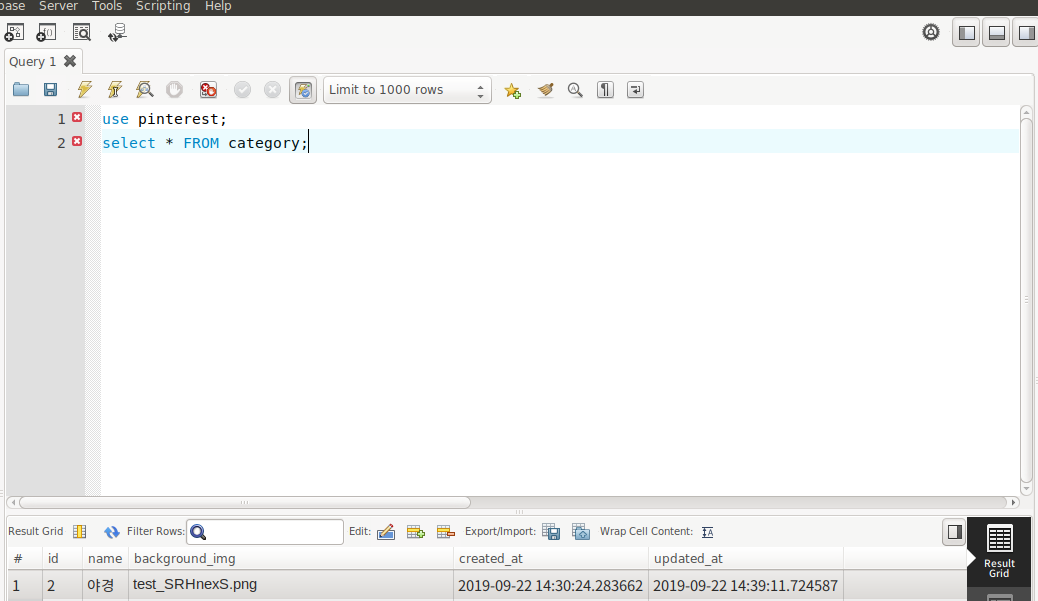 base Server Tools Scripting Help
Query 1
Limit to 1000 rows
1 use pinterest;
2 select * FROM category;
Result Grid Filter Rows: Edit: Export/Import: Wrap Cell Content:
# id name background_img created_at updated_at
1 2 야경 test_SRHnexS.png 2019-09-22 14:30:24.283662 2019-09-22 14:39:11.724587
Result
Grid